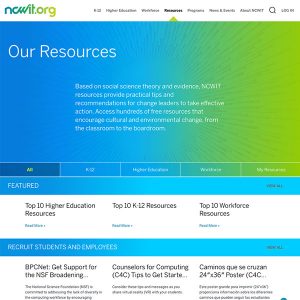 ncwit.org
K-12 Higher Education Workforce Resources Programs News & Events About NCWIT LOG IN
Our Resources
Based on social science theory and evidence, NCWIT
resources provide practical tips and
recommendations for change leaders to take effective
action. Access hundreds of free resources that
encourage cultural and environmental change, from
the classroom to the boardroom.
All K-12 Higher Education Workforce My Resources
FEATURED VIEW ALL
Top 10 Higher Education
Resources
Read More >
Top 10 K-12 Resources
Read More >
Top 10 Workforce
Resources
Read More >
RECRUIT STUDENTS AND EMPLOYEES VIEW ALL
BPCNet: Get Support for
the NSF Broadening...
The National Science Foundation (NSF) is
committed to addressing the lack of diversity in
the computing workforce by encouraging
Counselors for Computing
(C4C) Tips to Get Starte...
Consider these tips and messages as you
share virtual reality (VR) with your students.
Caminos que se cruzan
24"x36" Poster (C4C...
Este póster imprimible (24"x36")
proporciona información sobre los diferentes
caminos que pueden seguir los estudiantes